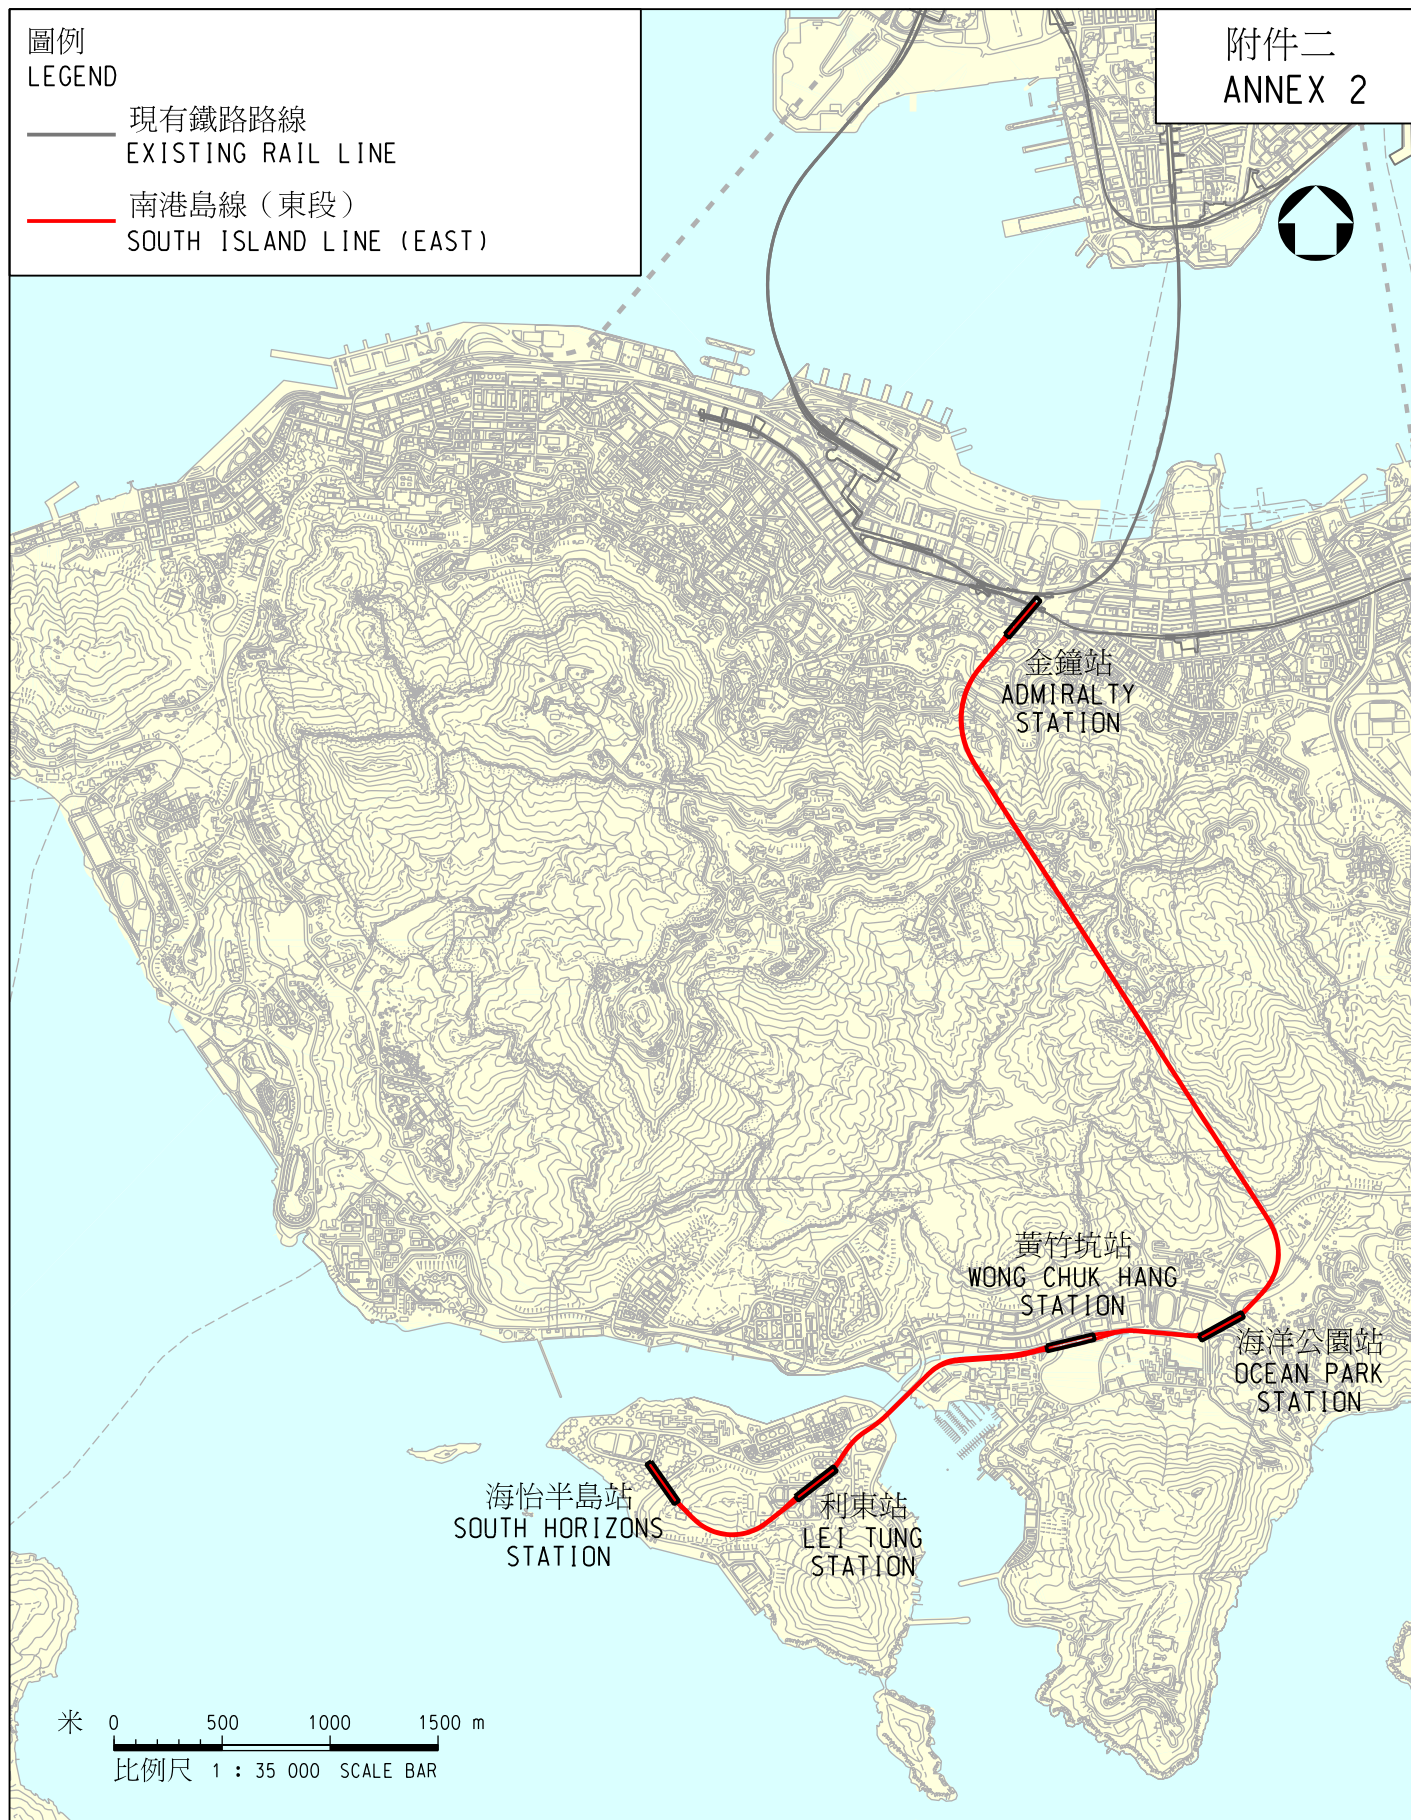 圖例
LEGEND
現有鐵路路線
EXISTING RAIL LINE
南港島線（東段）
SOUTH ISLAND LINE (EAST)
附件二
ANNEX 2
金鐘站
ADMIRALTY
STATION
黃竹坑站
WONG CHUK HANG
STATION
海洋公園站
OCEAN PARK
STATION
海怡半島站
SOUTH HORIZONS
STATION
利東站
LEI TUNG
STATION
米 0 500 1000 1500 m
比例尺 1 : 35 000 SCALE BAR